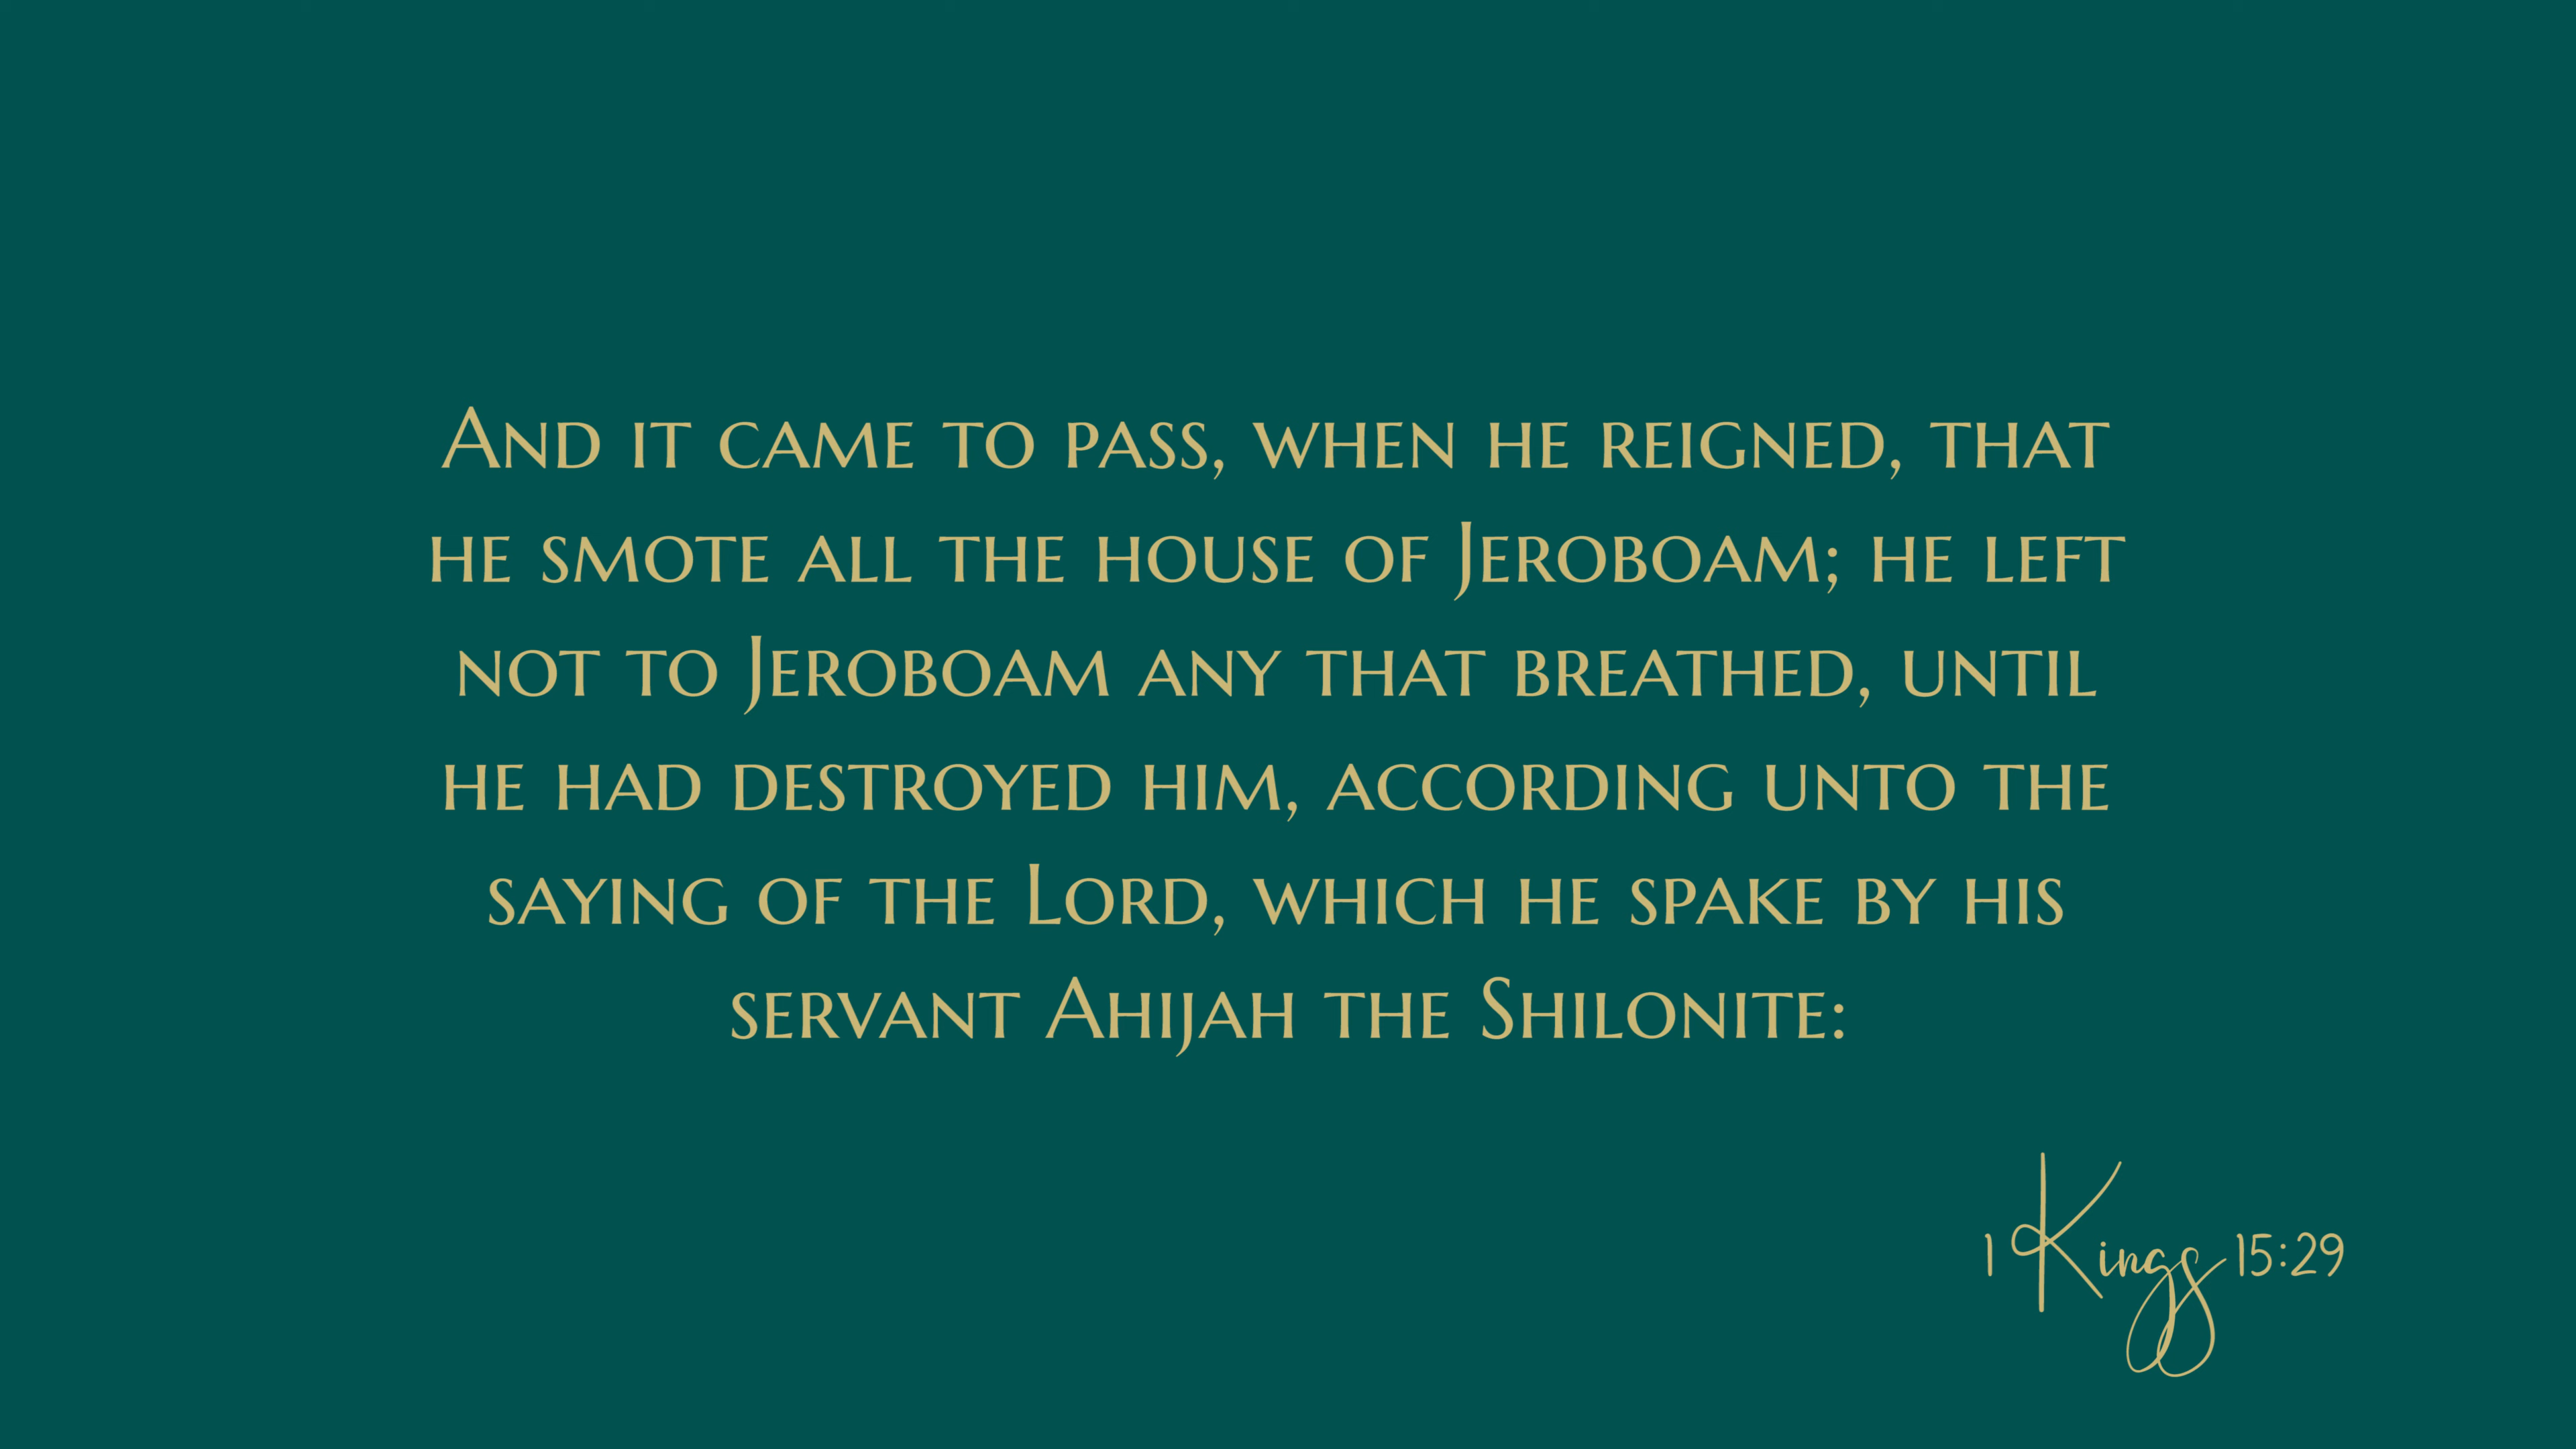 And it came to pass, when he reigned, that
he smote all the house of Jeroboam; he left
not to Jeroboam any that breathed, until
he had destroyed him, according unto the
saying of the Lord, which he spake by his
servant Ahijah the Shilonite:
1 Kings 15:29